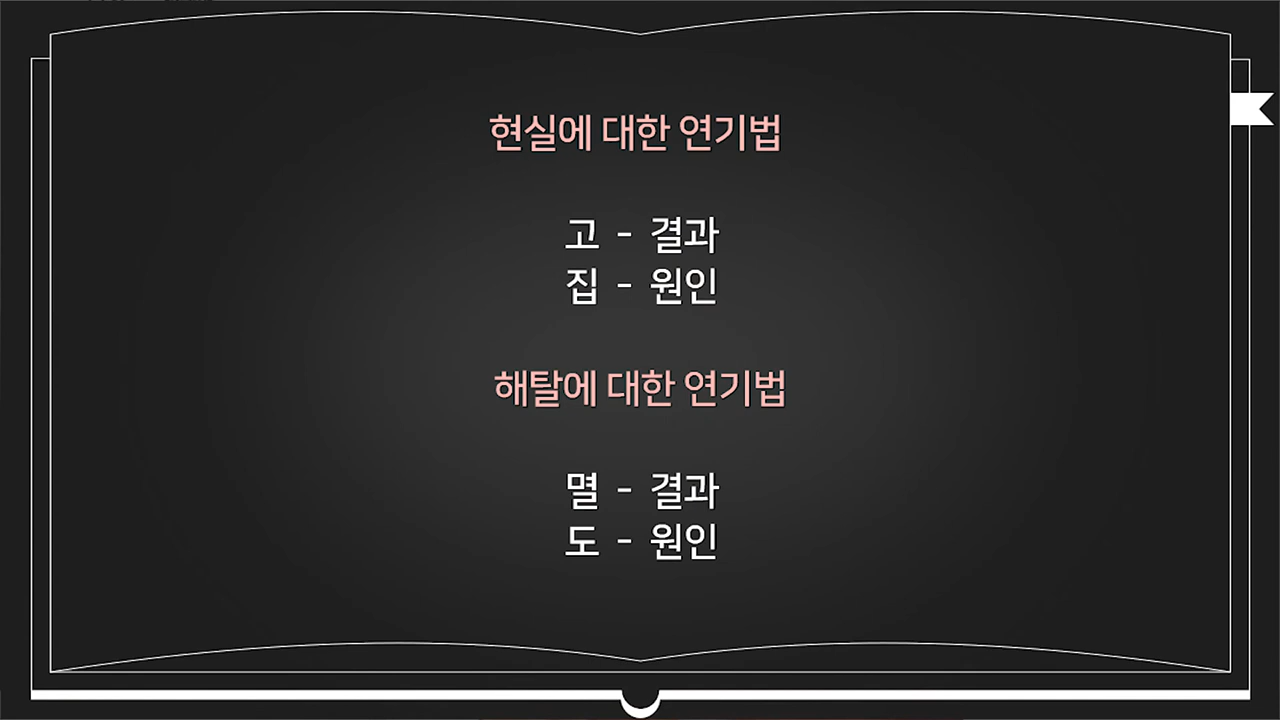 현실에 대한 연기법
고 - 결과
집 - 원인
해탈에 대한 연기법
멸 - 결과
도 - 원인